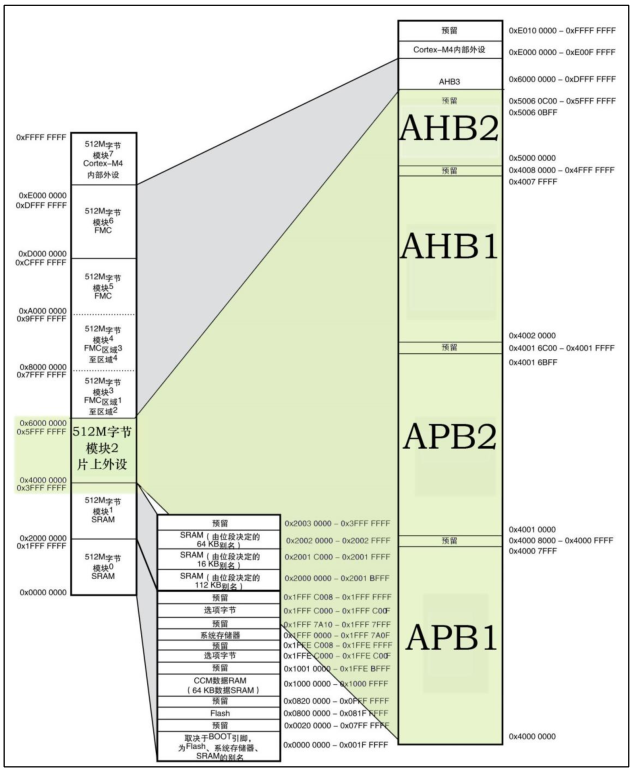 0xFFFF FFFF
512M字节
模块7
Cortex-M4
内部外设
0xE000 0000
0xDFFF FFFF
512M字节
模块6
FMC
0xD000 0000
0xCFFF FFFF
512M字节
模块5
FMC
0xA000 0000
0x9FFF FFFF
512M字节
模块4
FMC区域3
至区域4
0x8000 0000
0x7FFF FFFF
512M字节
模块3
FMC区域1
至区域2
0x6000 0000
0x5FFF FFFF
512M字节
模块2
片上外设
0x4000 0000
0x3FFF FFFF
512M字节
模块1
SRAM
0x2000 0000
0x1FFF FFFF
512M字节
模块0
SRAM
0x0000 0000
预留 0x2003 0000 – 0x3FFF FFFF
SRAM（由位段决定的
64 KB别名） 0x2002 0000 – 0x2002 FFFF
SRAM（由位段决定的
16 KB别名） 0x2001 C000 – 0x2001 FFFF
SRAM（由位段决定的
112 KB别名） 0x2000 0000 – 0x2001 BFFF
预留 0x1FFF C008 – 0x1FFF FFFF
选项字节 0x1FFF C000 – 0x1FFF C00F
预留 0x1FFF 7A10 – 0x1FFF 7FFF
系统存储器 0x1FFF 0000 – 0x1FFF 7A0F
预留 0x1FFE C008 – 0x1FFE FFFF
选项字节 0x1FFE C000 – 0x1FFE C00F
预留 0x1001 0000 – 0x1FFE BFFF
CCM数据RAM
（64 KB数据SRAM） 0x1000 0000 – 0x1000 FFFF
预留 0x0820 0000 – 0x0FFF FFFF
Flash 0x0800 0000 – 0x081F FFFF
预留 0x0020 0000 – 0x07FF FFFF
取决于BOOT引脚，
为Flash、系统存储器、
SRAM的别名 0x0000 0000 – 0x001F FFFF
预留 0xE010 0000 – 0xFFFF FFFF
Cortex-M4内部外设 0xE000 0000 – 0xE00F FFFF
AHB3 0x6000 0000 – 0xDFFF FFFF
预留 0x5006 0C00 – 0x5FFF FFFF
0x5006 0BFF
AHB2
0x5000 0000
预留 0x4008 0000 – 0x4FFF FFFF
0x4007 FFFF
AHB1
0x4002 0000
预留 0x4001 6C00 – 0x4001 FFFF
0x4001 6BFF
APB2
0x4001 0000
预留 0x4000 8000 – 0x4000 FFFF
0x4000 7FFF
APB1
0x4000 0000